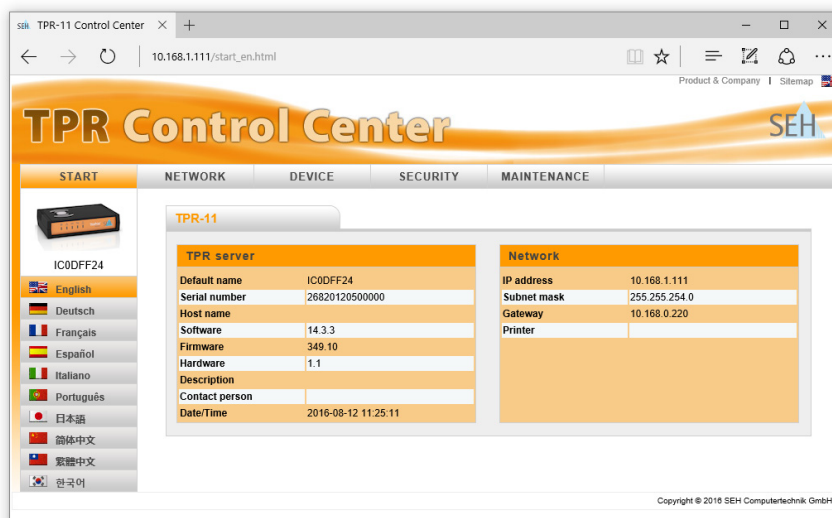 SEH TPR-11 Control Center
10.168.1.111/start_en.html
Product & Company | Sitemap
TPR Control Center
SEH
START NETWORK DEVICE SECURITY MAINTENANCE
IC0DFF24
English
Deutsch
Français
Español
Italiano
Português
日本語
简体中文
繁體中文
한국어
TPR-11
TPR server
Default name IC0DFF24
Serial number 26820120500000
Host name
Software 14.3.3
Firmware 349.10
Hardware 1.1
Description
Contact person
Date/Time 2016-08-12 11:25:11
Network
IP address 10.168.1.111
Subnet mask 255.255.254.0
Gateway 10.168.0.220
Printer
Copyright © 2016 SEH Computertechnik GmbH